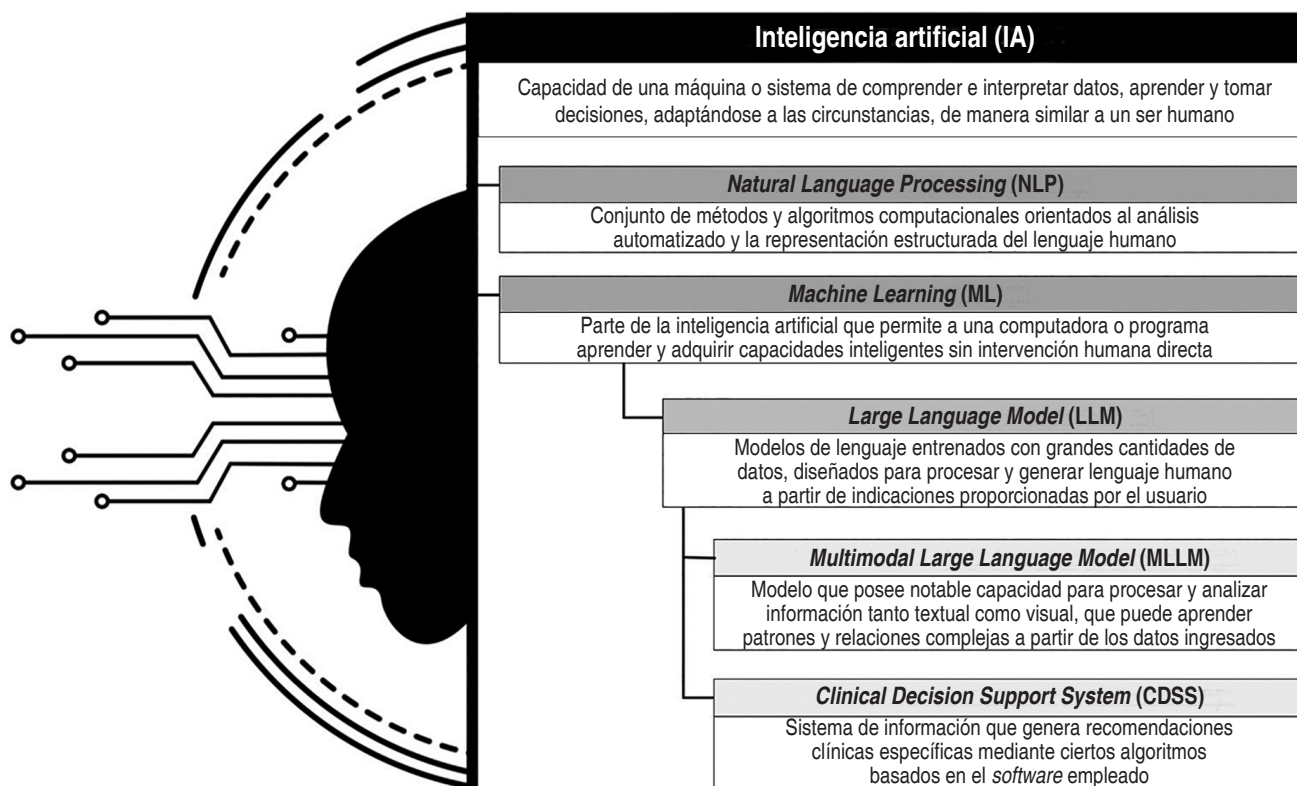 Inteligencia artificial (IA)
Capacidad de una máquina o sistema de comprender e interpretar datos, aprender y tomar
decisiones, adaptándose a las circunstancias, de manera similar a un ser humano
Natural Language Processing (NLP)
Conjunto de métodos y algoritmos computacionales orientados al análisis
automatizado y la representación estructurada del lenguaje humano
Machine Learning (ML)
Parte de la inteligencia artificial que permite a una computadora o programa
aprender y adquirir capacidades inteligentes sin intervención humana directa
Large Language Model (LLM)
Modelos de lenguaje entrenados con grandes cantidades de
datos, diseñados para procesar y generar lenguaje humano
a partir de indicaciones proporcionadas por el usuario
Multimodal Large Language Model (MLLM)
Modelo que posee notable capacidad para procesar y analizar
información tanto textual como visual, que puede aprender
patrones y relaciones complejas a partir de los datos ingresados
Clinical Decision Support System (CDSS)
Sistema de información que genera recomendaciones
clínicas específicas mediante ciertos algoritmos
basados en el software empleado